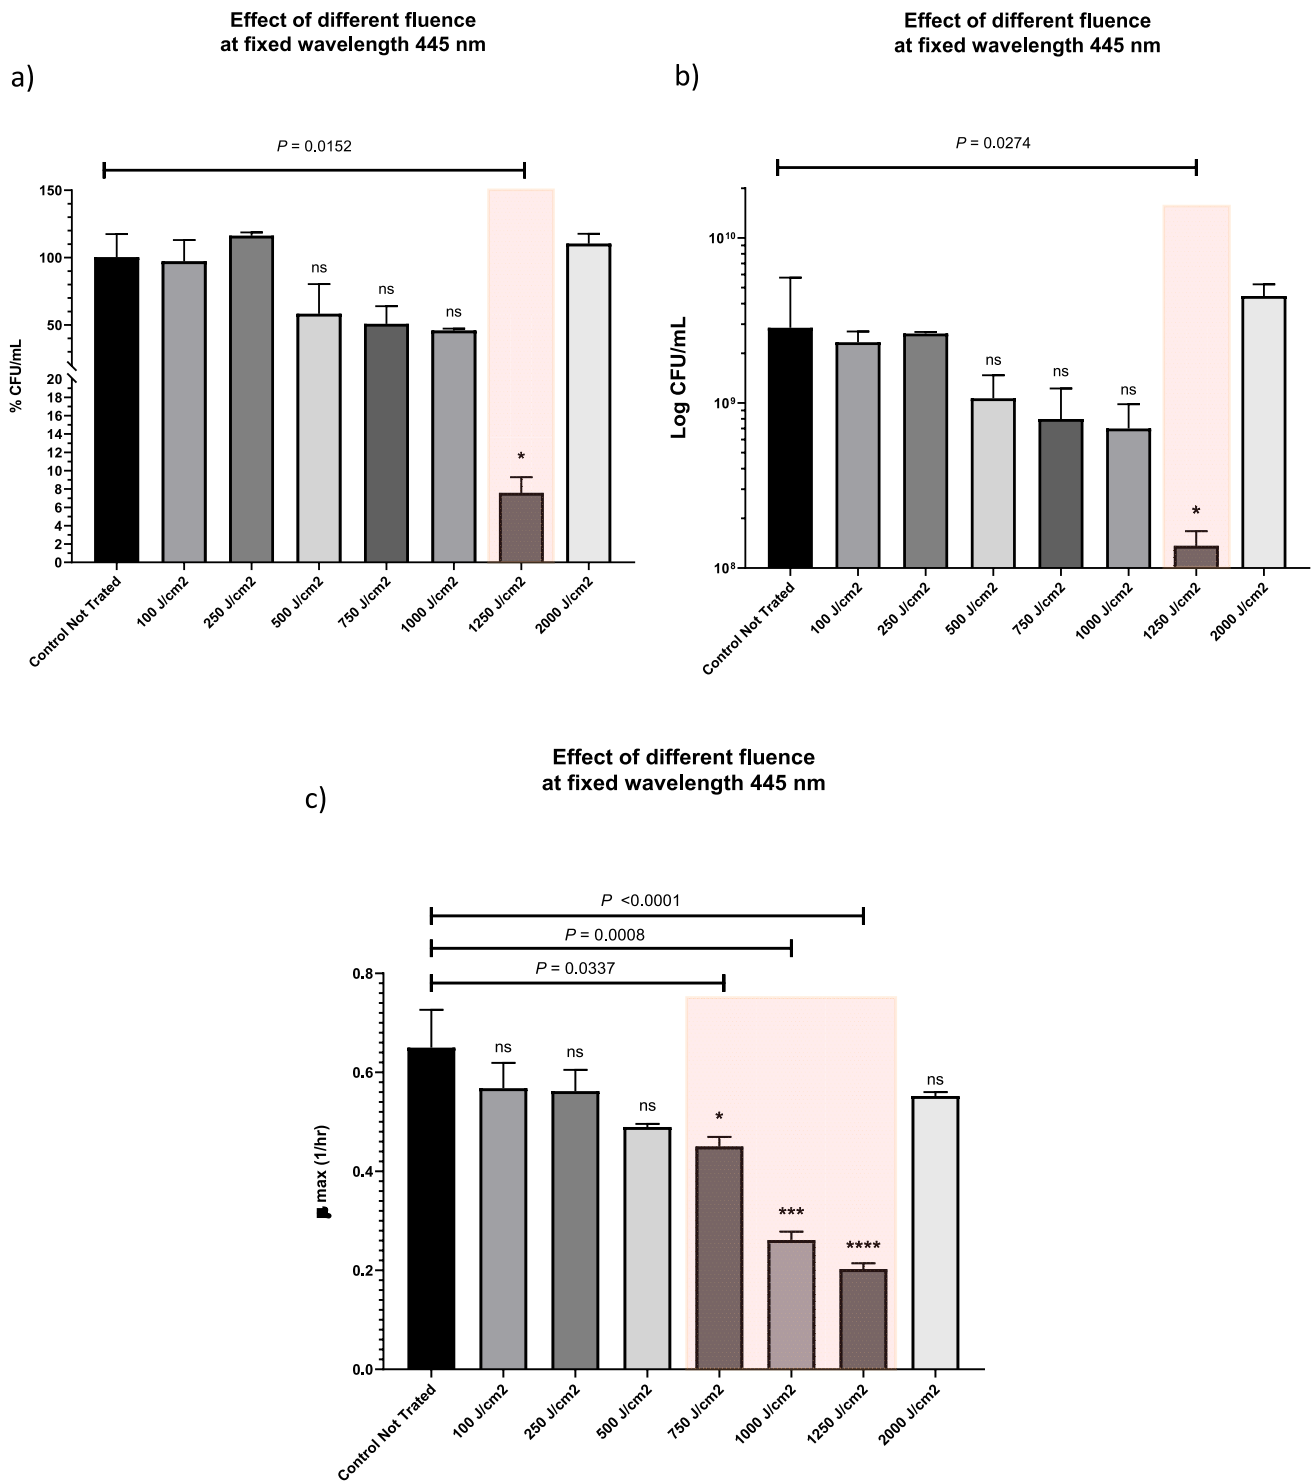 Effect of different fluence
at fixed wavelength 445 nm
a)
P = 0.0152
150
100
50
20
18
16
14
12
10
8
6
4
2
0
% CFU/mL
ns
ns
ns
*
Control Not Trated
100 J/cm2
250 J/cm2
500 J/cm2
750 J/cm2
1000 J/cm2
1250 J/cm2
2000 J/cm2
Effect of different fluence
at fixed wavelength 445 nm
b)
P = 0.0274
10¹⁰
10⁹
10⁸
Log CFU/mL
ns
ns
ns
*
Control Not Trated
100 J/cm2
250 J/cm2
500 J/cm2
750 J/cm2
1000 J/cm2
1250 J/cm2
2000 J/cm2
Effect of different fluence
at fixed wavelength 445 nm
c)
P <0.0001
P = 0.0008
P = 0.0337
0.8
0.6
0.4
0.2
0.0
μ max (1/hr)
ns
ns
ns
*
***
****
ns
Control Not Trated
100 J/cm2
250 J/cm2
500 J/cm2
750 J/cm2
1000 J/cm2
1250 J/cm2
2000 J/cm2